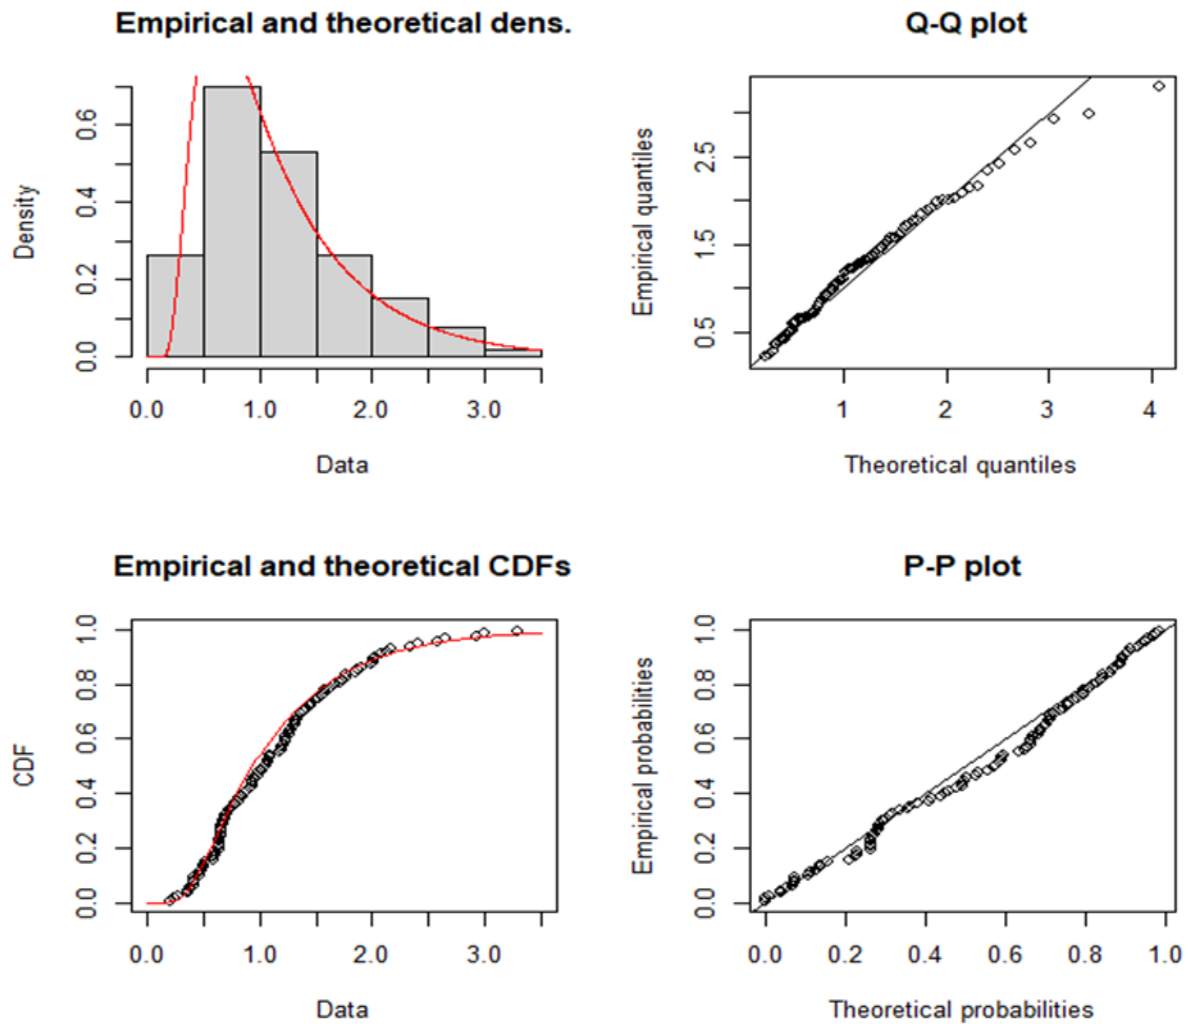 Empirical and theoretical dens.
Density
0.0 0.2 0.4 0.6
0.0 1.0 2.0 3.0
Data
Q-Q plot
Empirical quantiles
0.5 1.5 2.5
1 2 3 4
Theoretical quantiles
Empirical and theoretical CDFs
CDF
0.0 0.2 0.4 0.6 0.8 1.0
0.0 1.0 2.0 3.0
Data
P-P plot
Empirical probabilities
0.0 0.2 0.4 0.6 0.8 1.0
0.0 0.2 0.4 0.6 0.8 1.0
Theoretical probabilities